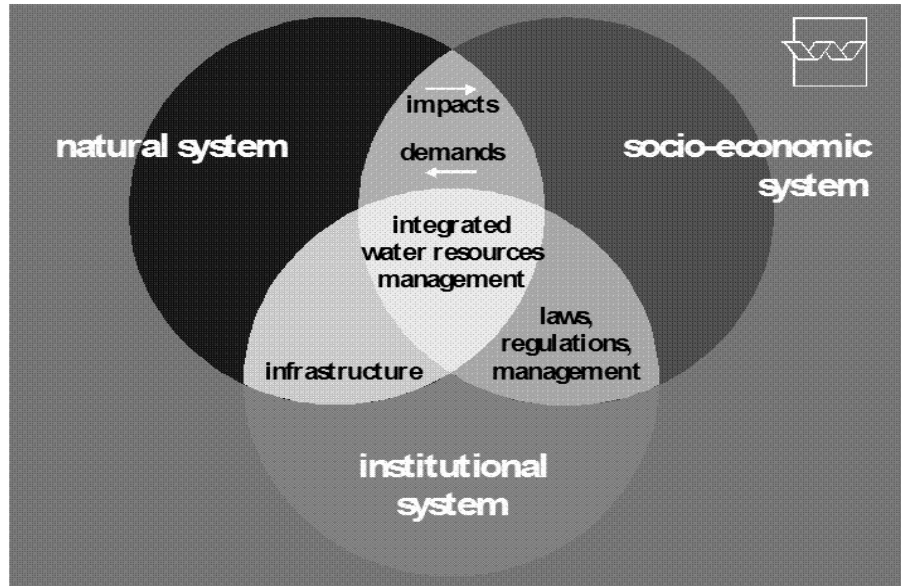 impacts
natural system
demands
socio-economic
system
integrated
water resources
management
laws,
regulations,
management
infrastructure
institutional
system